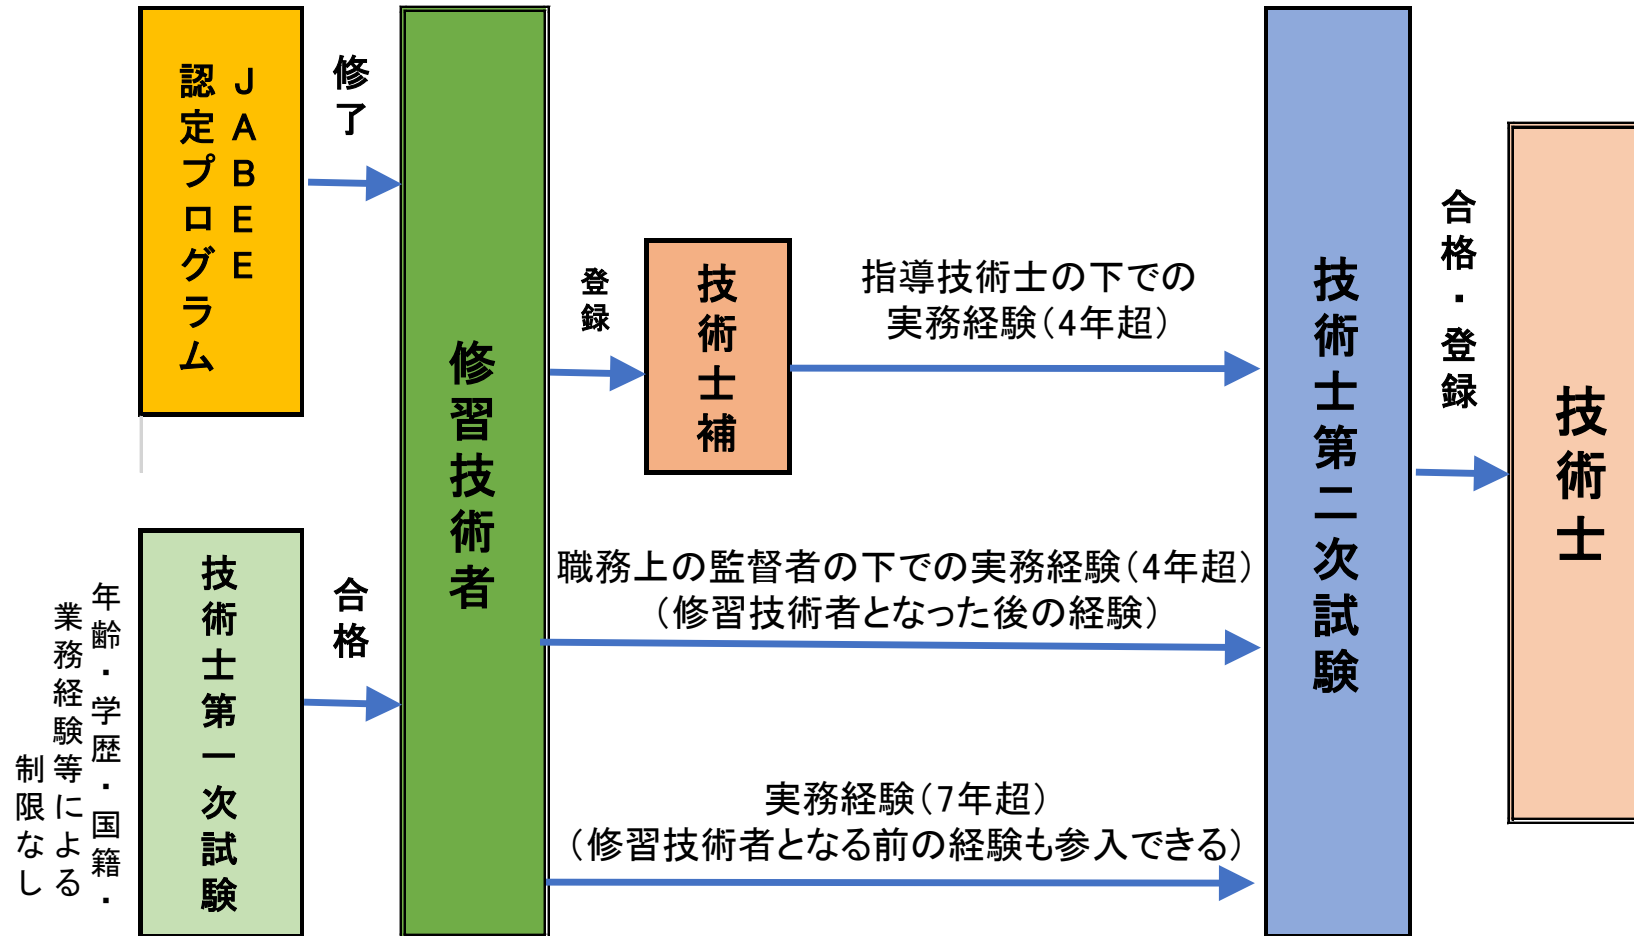 JABEE
認定プログラム
修了
年齢・学歴・国籍・
業務経験等による
制限なし
技術士第一次試験
合格
修習技術者
登録
技術士補
指導技術士の下での
実務経験（4年超）
職務上の監督者の下での実務経験（4年超）
（修習技術者となった後の経験）
実務経験（7年超）
（修習技術者となる前の経験も参入できる）
技術士第二次試験
合格・登録
技術士